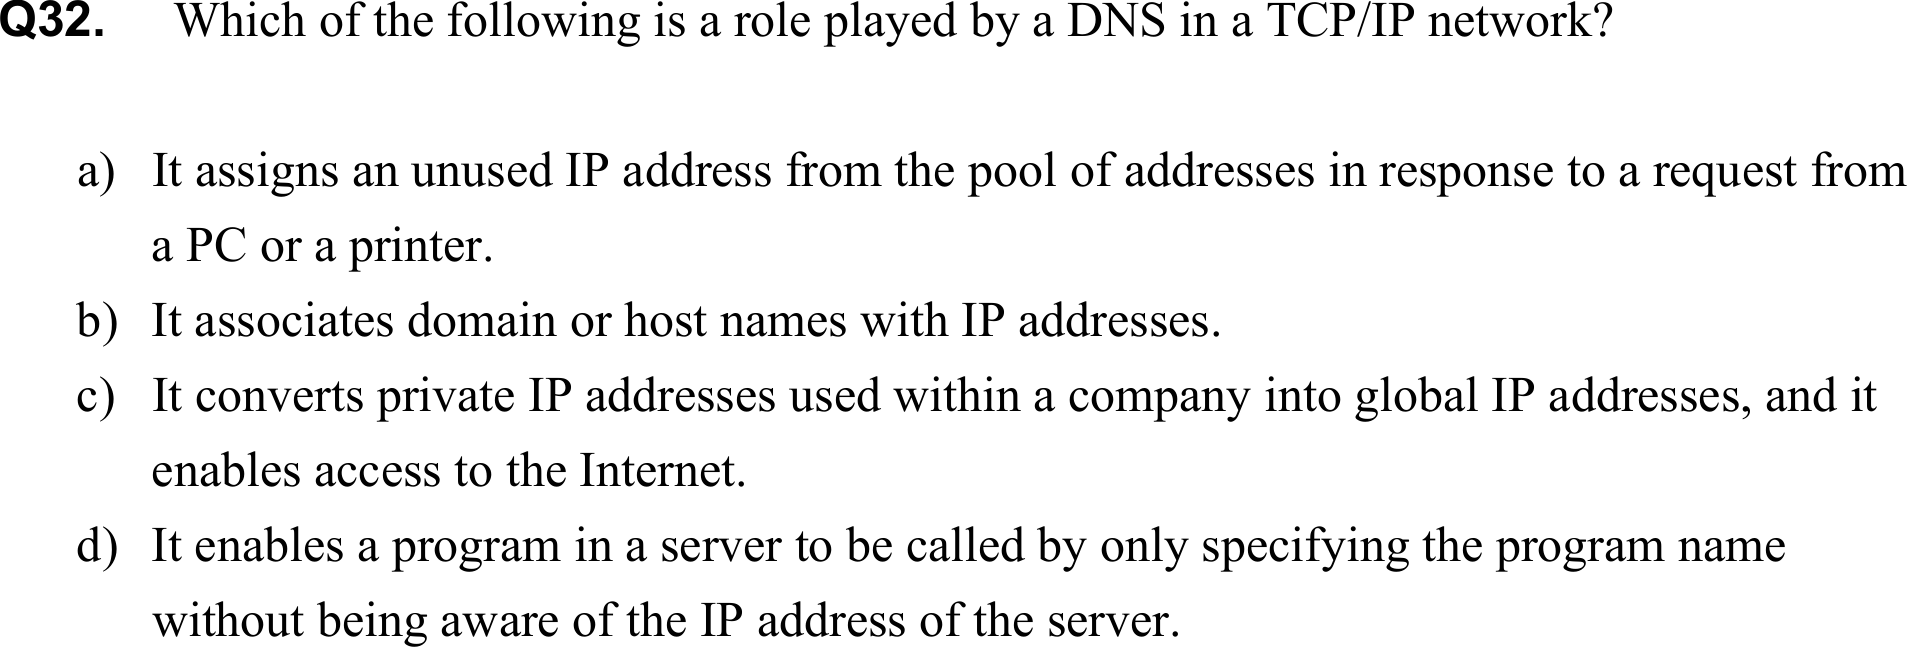 Q32. Which of the following is a role played by a DNS in a TCP/IP network?
a) It assigns an unused IP address from the pool of addresses in response to a request from
a PC or a printer.
b) It associates domain or host names with IP addresses.
c) It converts private IP addresses used within a company into global IP addresses, and it
enables access to the Internet.
d) It enables a program in a server to be called by only specifying the program name
without being aware of the IP address of the server.